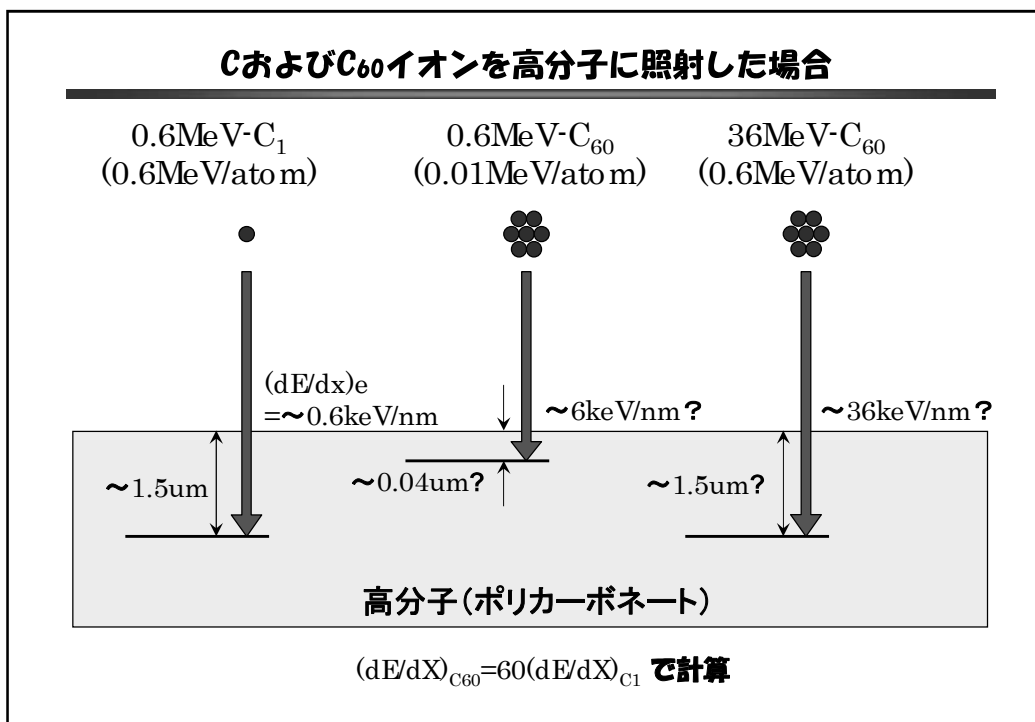 CおよびC60イオンを高分子に照射した場合
0.6MeV-C1
(0.6MeV/atom)
0.6MeV-C60
(0.01MeV/atom)
36MeV-C60
(0.6MeV/atom)
(dE/dx)e
=～0.6keV/nm
～6keV/nm?
～36keV/nm?
～1.5um
～0.04um?
～1.5um?
高分子(ポリカーボネート)
(dE/dX)C60=60(dE/dX)C1 で計算